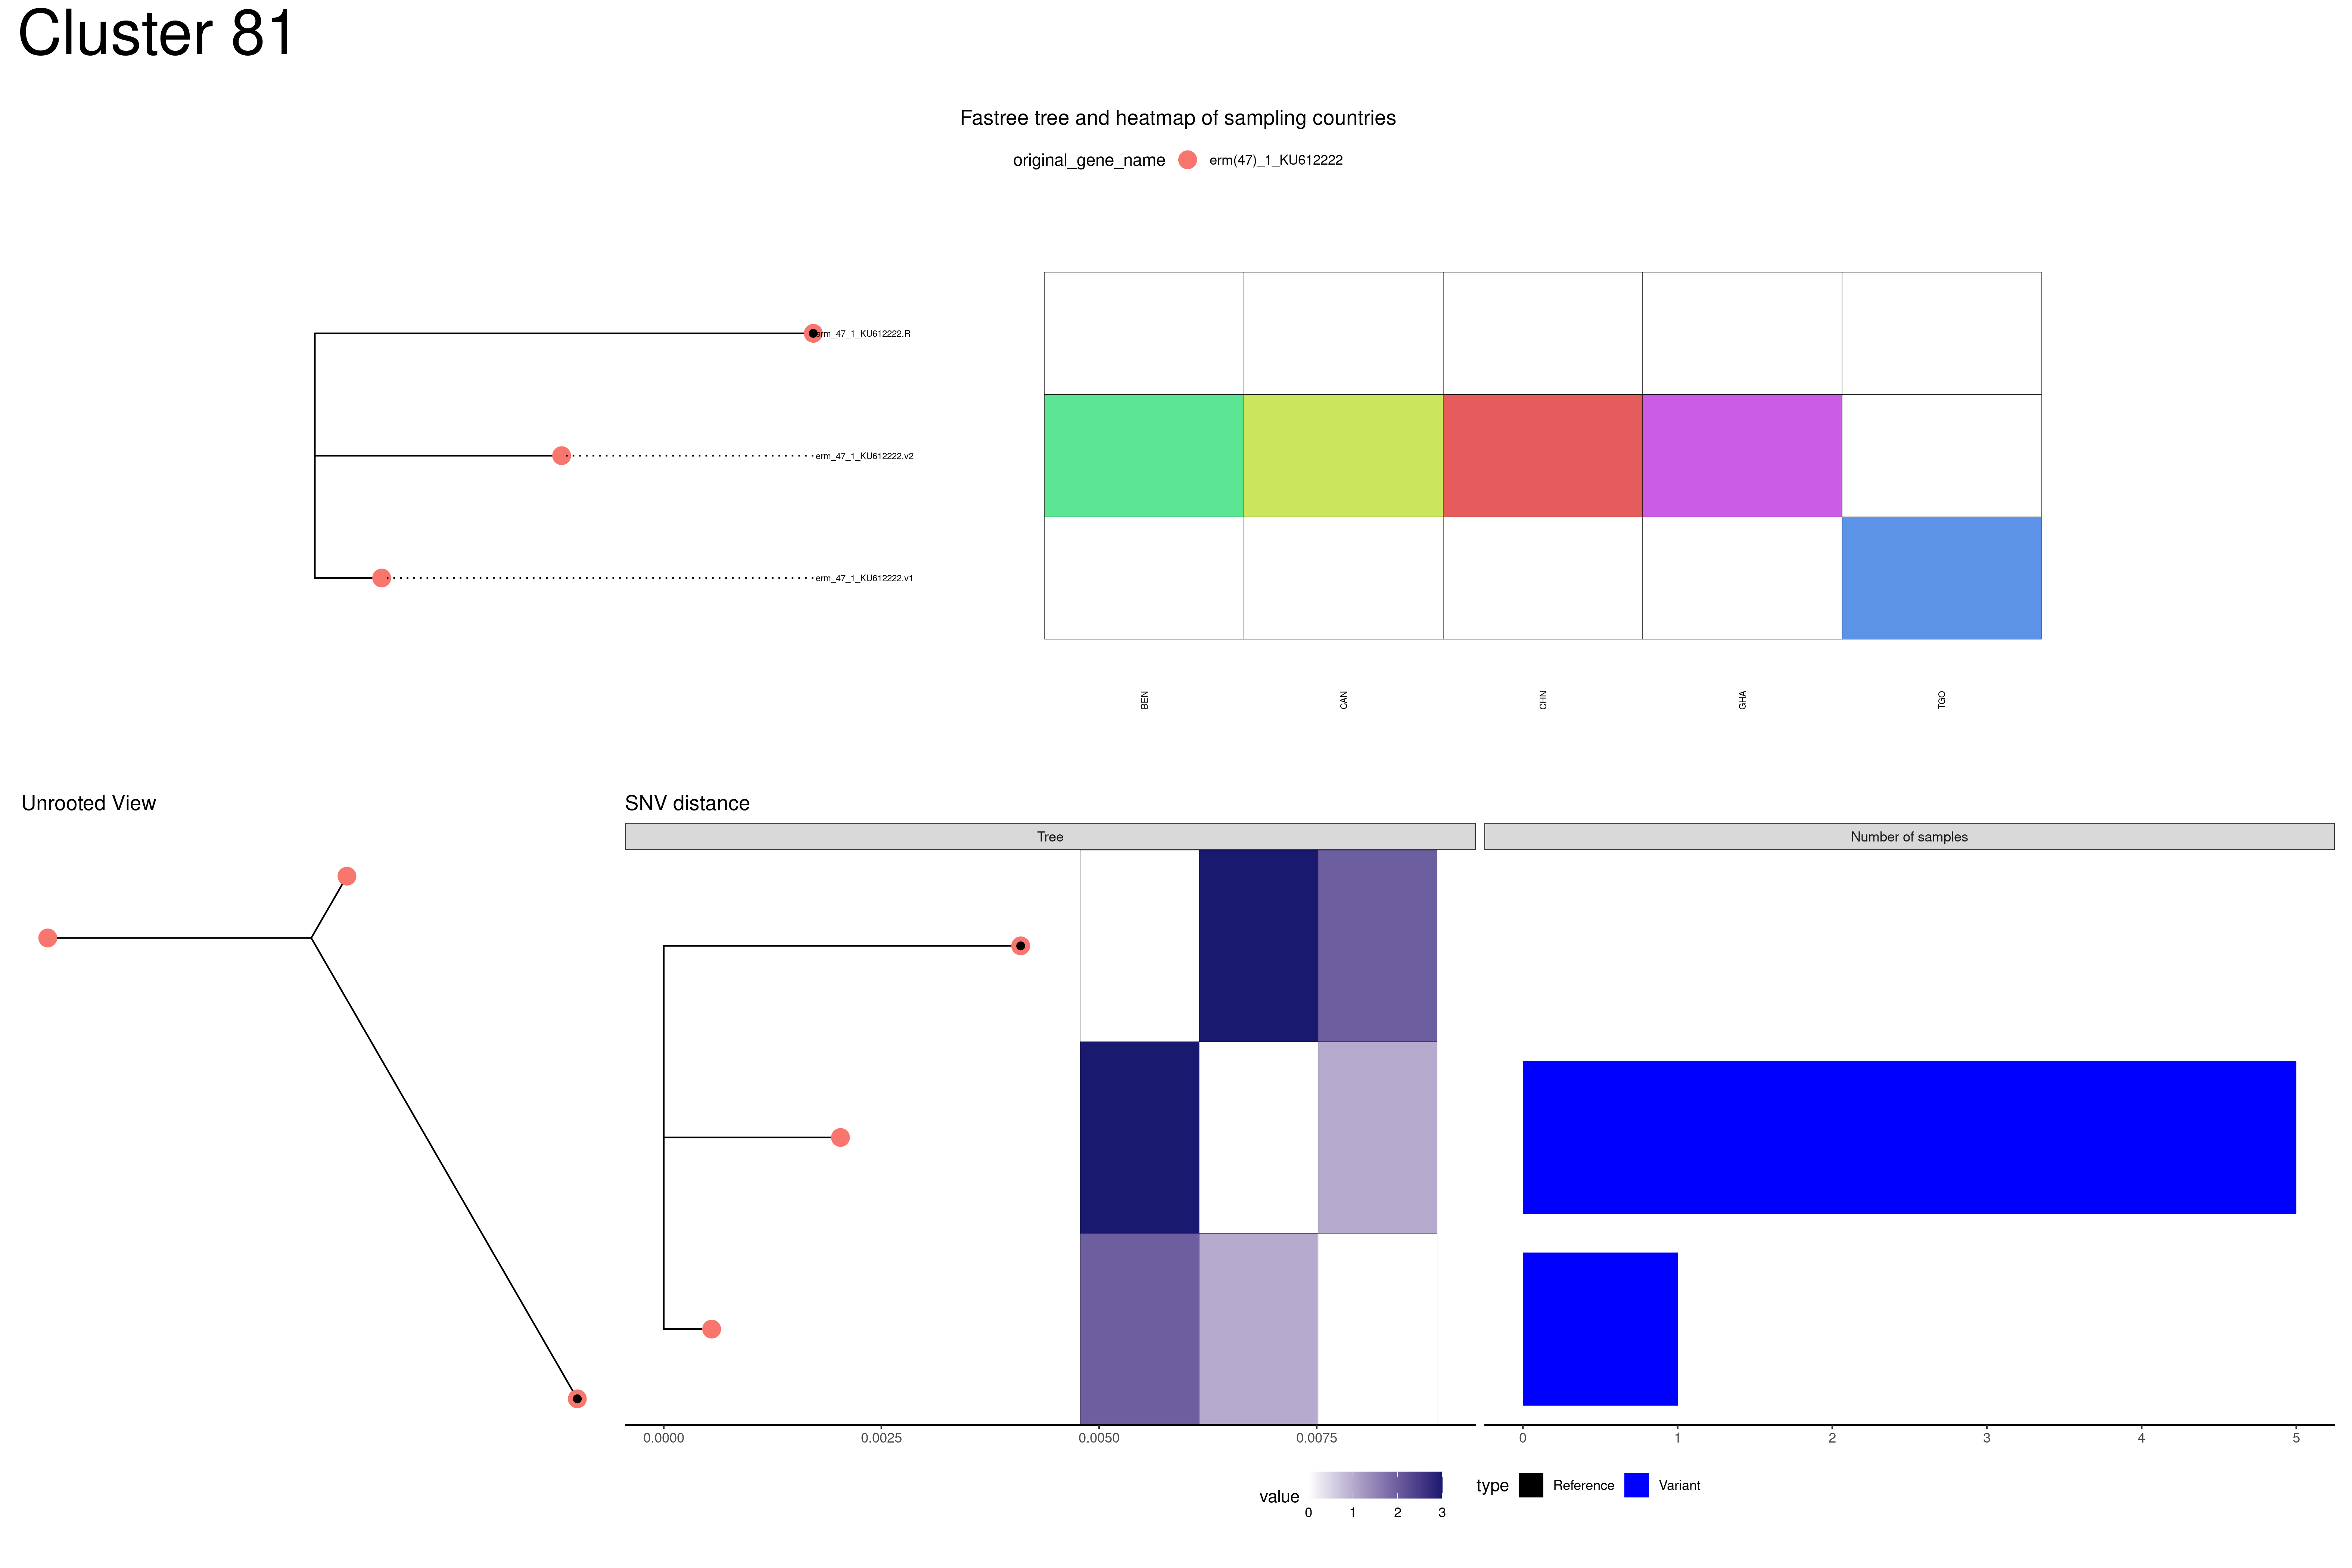 Cluster 81
Fastree tree and heatmap of sampling countries
original_gene_name erm(47)_1_KU612222
erm_47_1_KU612222.R
erm_47_1_KU612222.v2
erm_47_1_KU612222.v1
BEN CAN CHN GHA TGO
Unrooted View
SNV distance
Tree
Number of samples
0.0000 0.0025 0.0050 0.0075
0 1 2 3 4 5
value
0 1 2 3
type Reference Variant